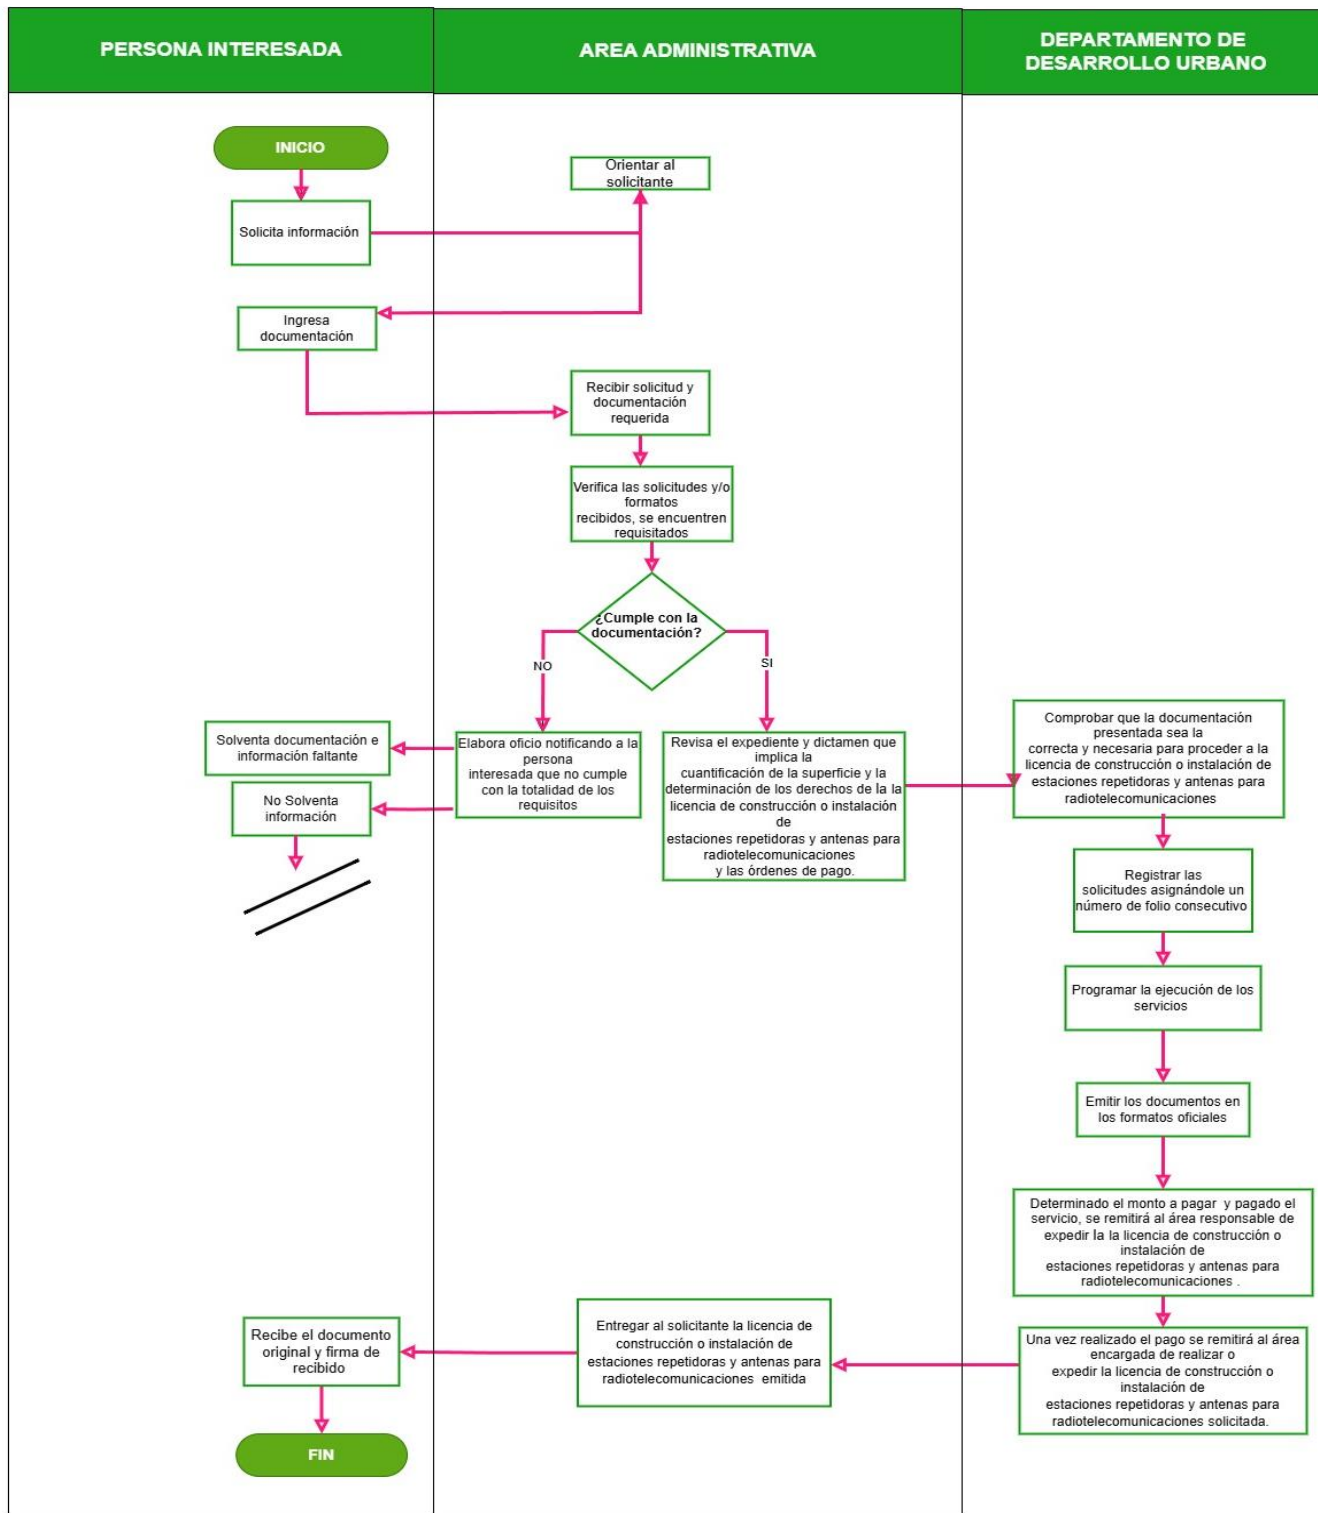 PERSONA INTERESADA
AREA ADMINISTRATIVA
DEPARTAMENTO DE
DESARROLLO URBANO
INICIO
Orientar al
solicitante
Solicita información
Ingresa
documentación
Recibir solicitud y
documentación
requerida
Verifica las solicitudes y/o
formatos
recibidos, se encuentren
requisitados
¿Cumple con la
documentación?
NO
SI
Solventa documentación e
información faltante
No Solventa
información
Elabora oficio notificando a la
persona
interesada que no cumple
con la totalidad de los
requisitos
Revisa el expediente y dictamen que
implica la
cuantificación de la superficie y la
determinación de los derechos de la la
licencia de construcción o instalación
de
estaciones repetidoras y antenas para
radiotelecomunicaciones
y las órdenes de pago.
Comprobar que la documentación
presentada sea la
correcta y necesaria para proceder a la
licencia de construcción o instalación de
estaciones repetidoras y antenas para
radiotelecomunicaciones
Registrar las
solicitudes asignándole un
número de folio consecutivo
Programar la ejecución de los
servicios
Emitir los documentos en
los formatos oficiales
Determinado el monto a pagar y pagado el
servicio, se remitirá al área responsable de
expedir la la licencia de construcción o
instalación de
estaciones repetidoras y antenas para
radiotelecomunicaciones .
Una vez realizado el pago se remitirá al área
encargada de realizar o
expedir la licencia de construcción o
instalación de
estaciones repetidoras y antenas para
radiotelecomunicaciones solicitada.
Entregar al solicitante la licencia de
construcción o instalación de
estaciones repetidoras y antenas para
radiotelecomunicaciones emitida
Recibe el documento
original y firma de
recibido
FIN